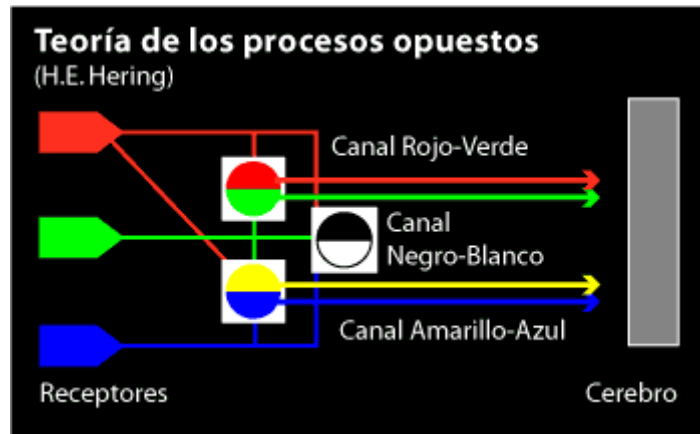 Teoría de los procesos opuestos
(H.E. Hering)
Canal Rojo-Verde
Canal
Negro-Blanco
Canal Amarillo-Azul
Receptores
Cerebro